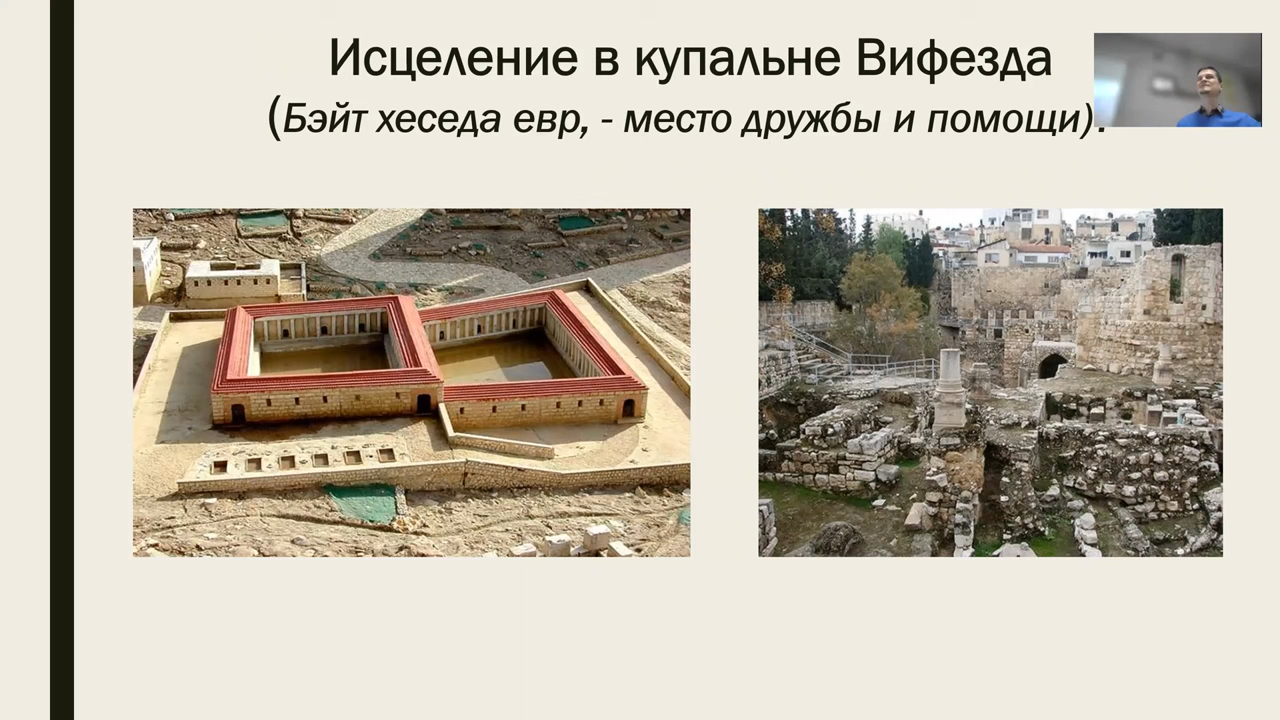 Исцеление в купальне Вифезда
(Бэйт хеседа евр, - место дружбы и помощи).